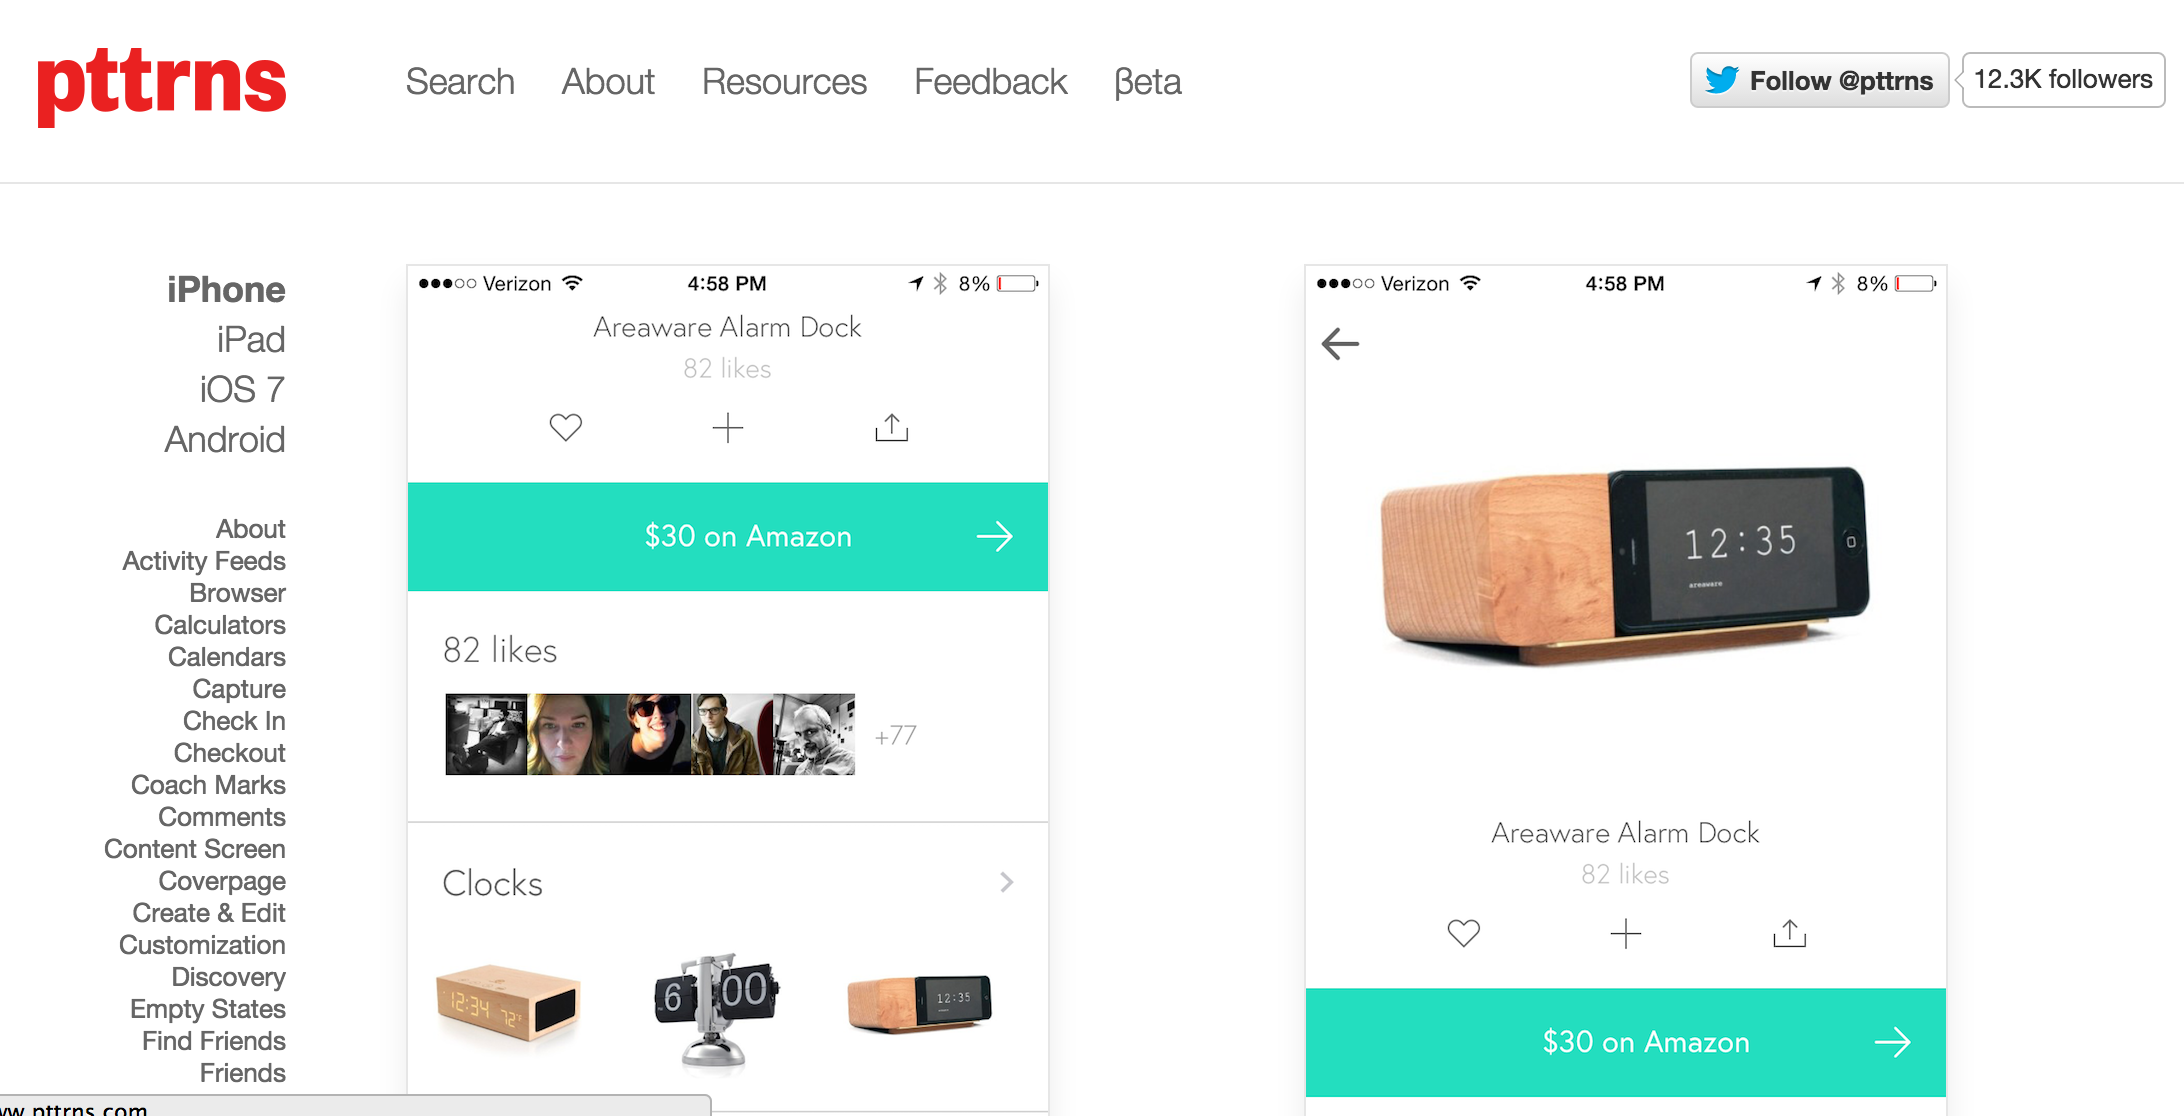 pttrns
Search About Resources Feedback βeta
Follow @pttrns
12.3K followers
iPhone
iPad
iOS 7
Android
About
Activity Feeds
Browser
Calculators
Calendars
Capture
Check In
Checkout
Coach Marks
Comments
Content Screen
Coverpage
Create & Edit
Customization
Discovery
Empty States
Find Friends
Friends
Verizon 4:58 PM 8%
Areaware Alarm Dock
82 likes
$30 on Amazon
82 likes
+77
Clocks
12:34 72°F
6 00
12:35
Verizon 4:58 PM 8%
12:35
areaware
Areaware Alarm Dock
82 likes
$30 on Amazon
ww.pttrns.com